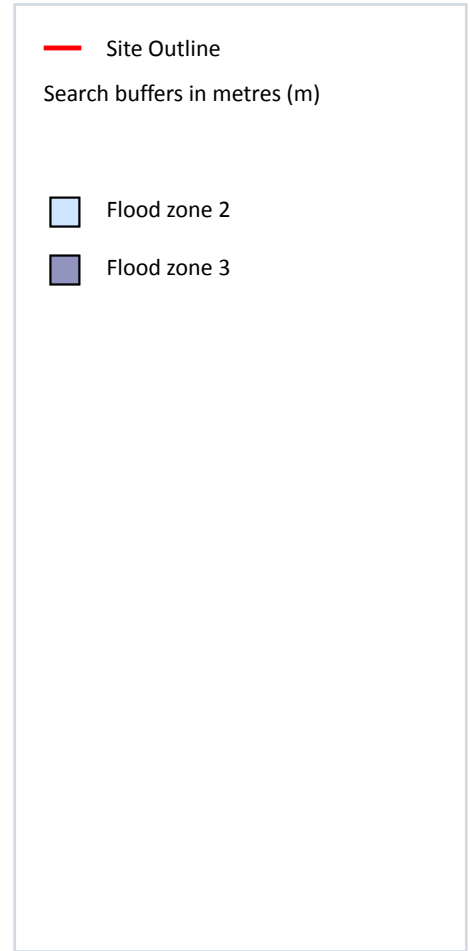 Site Outline
Search buffers in metres (m)
Flood zone 2
Flood zone 3